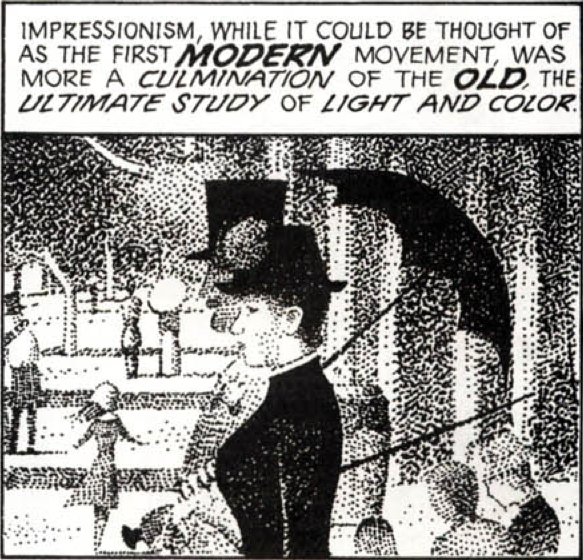 IMPRESSIONISM, WHILE IT COULD BE THOUGHT OF
AS THE FIRST MODERN MOVEMENT, WAS
MORE A CULMINATION OF THE OLD, THE
ULTIMATE STUDY OF LIGHT AND COLOR.